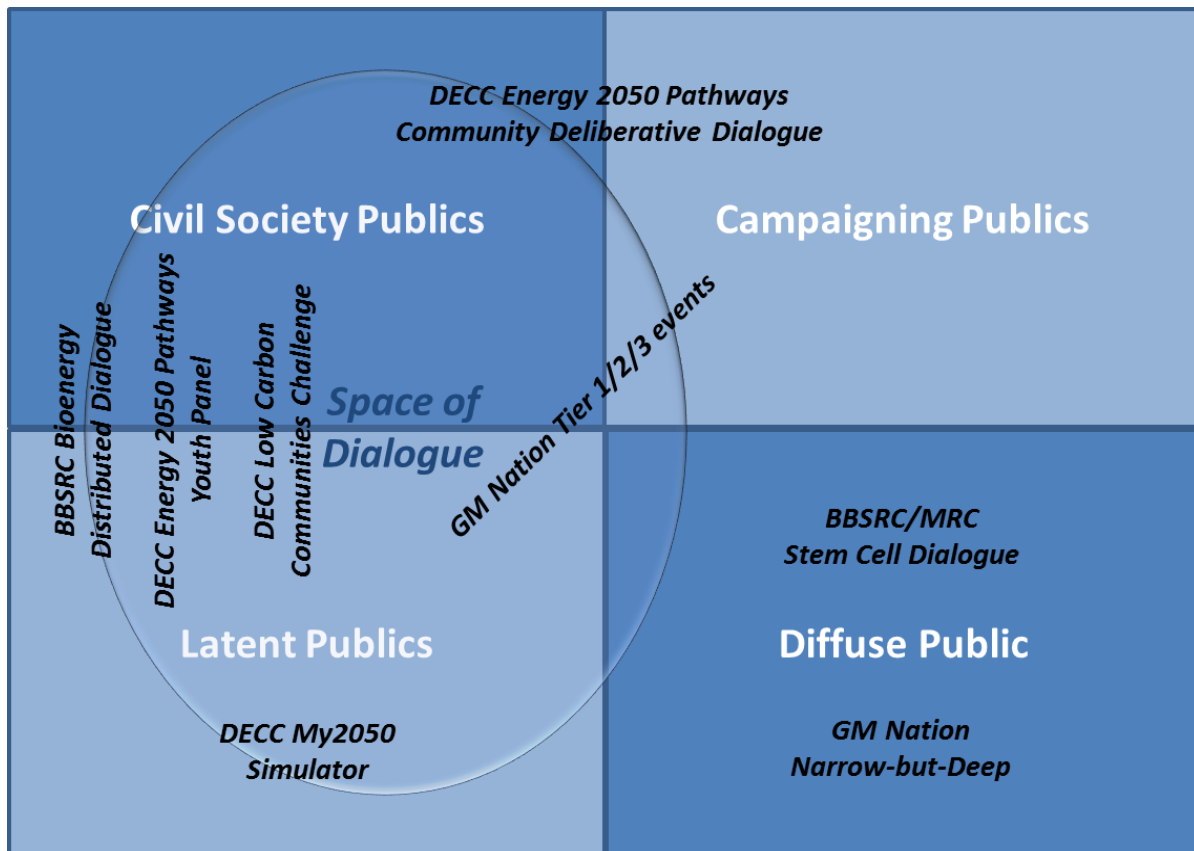 DECC Energy 2050 Pathways
Community Deliberative Dialogue
Civil Society Publics
Campaigning Publics
BBSRC Bioenergy
Distributed Dialogue
DECC Energy 2050 Pathways
Youth Panel
DECC Low Carbon
Communities Challenge
Space of
Dialogue
GM Nation Tier 1/2/3 events
BBSRC/MRC
Stem Cell Dialogue
Latent Publics
Diffuse Public
DECC My2050
Simulator
GM Nation
Narrow-but-Deep